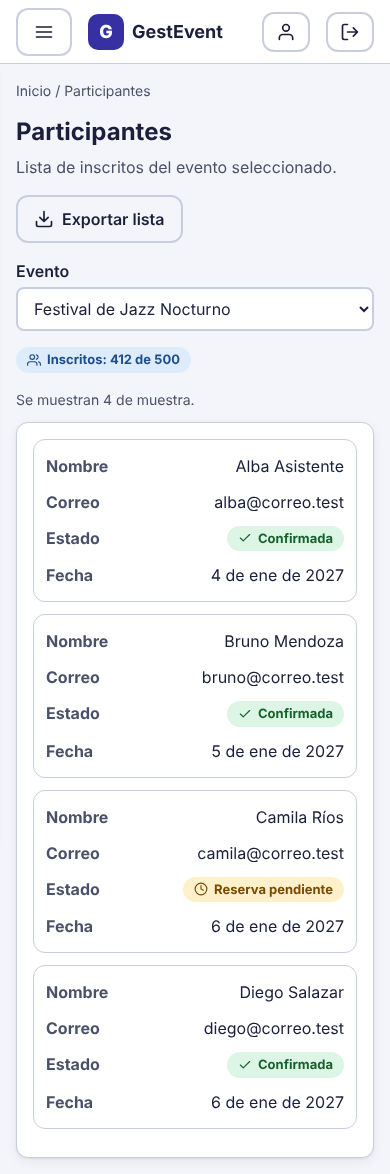 G GestEvent
Inicio / Participantes
Participantes
Lista de inscritos del evento seleccionado.
Exportar lista
Evento
Festival de Jazz Nocturno
Inscritos: 412 de 500
Se muestran 4 de muestra.
Nombre Alba Asistente
Correo alba@correo.test
Estado Confirmada
Fecha 4 de ene de 2027
Nombre Bruno Mendoza
Correo bruno@correo.test
Estado Confirmada
Fecha 5 de ene de 2027
Nombre Camila Ríos
Correo camila@correo.test
Estado Reserva pendiente
Fecha 6 de ene de 2027
Nombre Diego Salazar
Correo diego@correo.test
Estado Confirmada
Fecha 6 de ene de 2027